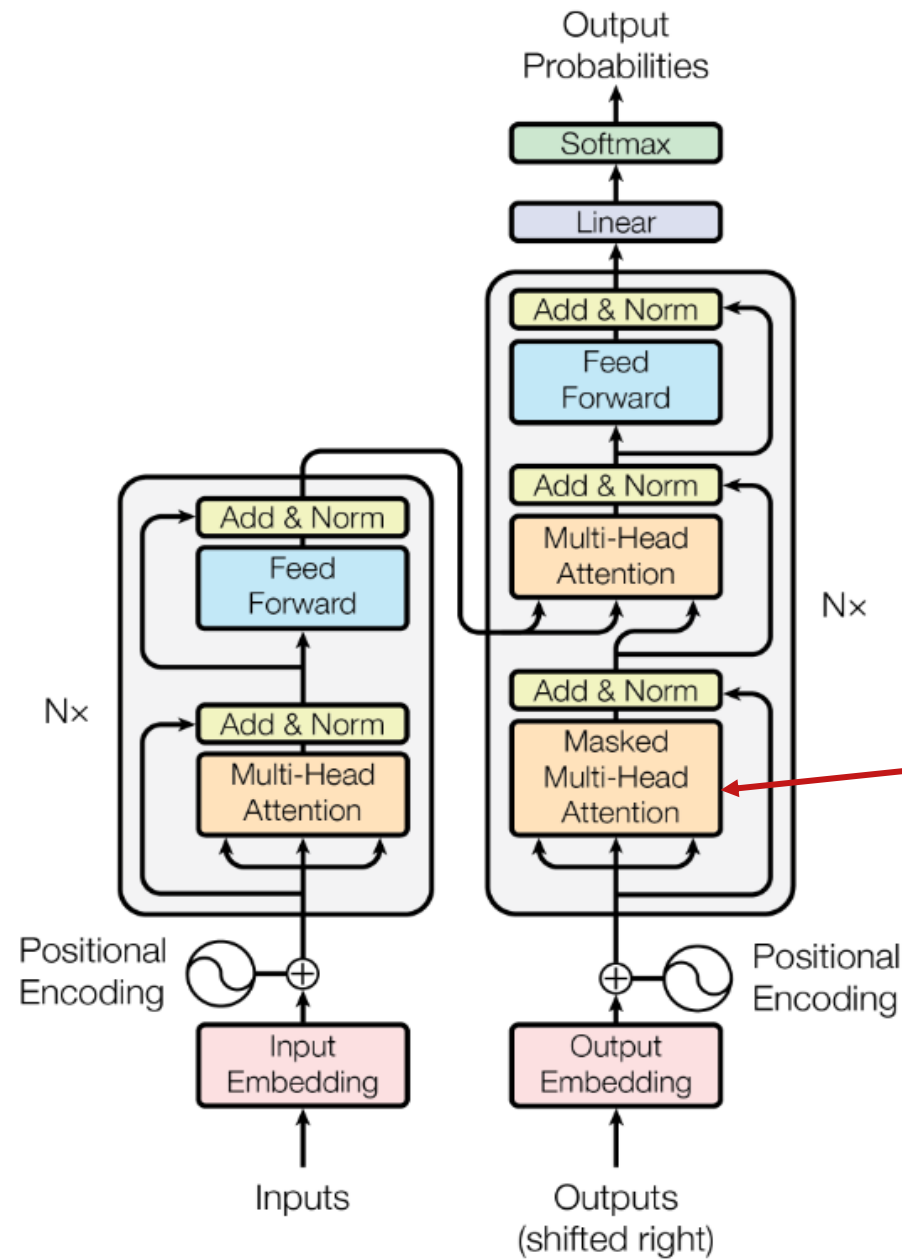 Output
Probabilities
Softmax
Linear
Add & Norm
Feed
Forward
Add & Norm
Multi-Head
Attention
N×
Add & Norm
Masked
Multi-Head
Attention
Add & Norm
Feed
Forward
N×
Add & Norm
Multi-Head
Attention
Positional
Encoding
Positional
Encoding
Input
Embedding
Output
Embedding
Inputs
Outputs
(shifted right)